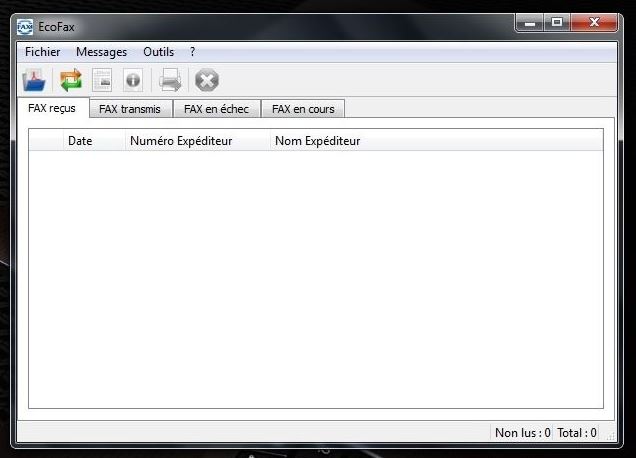 EcoFax
Fichier Messages Outils ?
FAX reçus FAX transmis FAX en échec FAX en cours
Date Numéro Expéditeur Nom Expéditeur
Non lus : 0 Total : 0